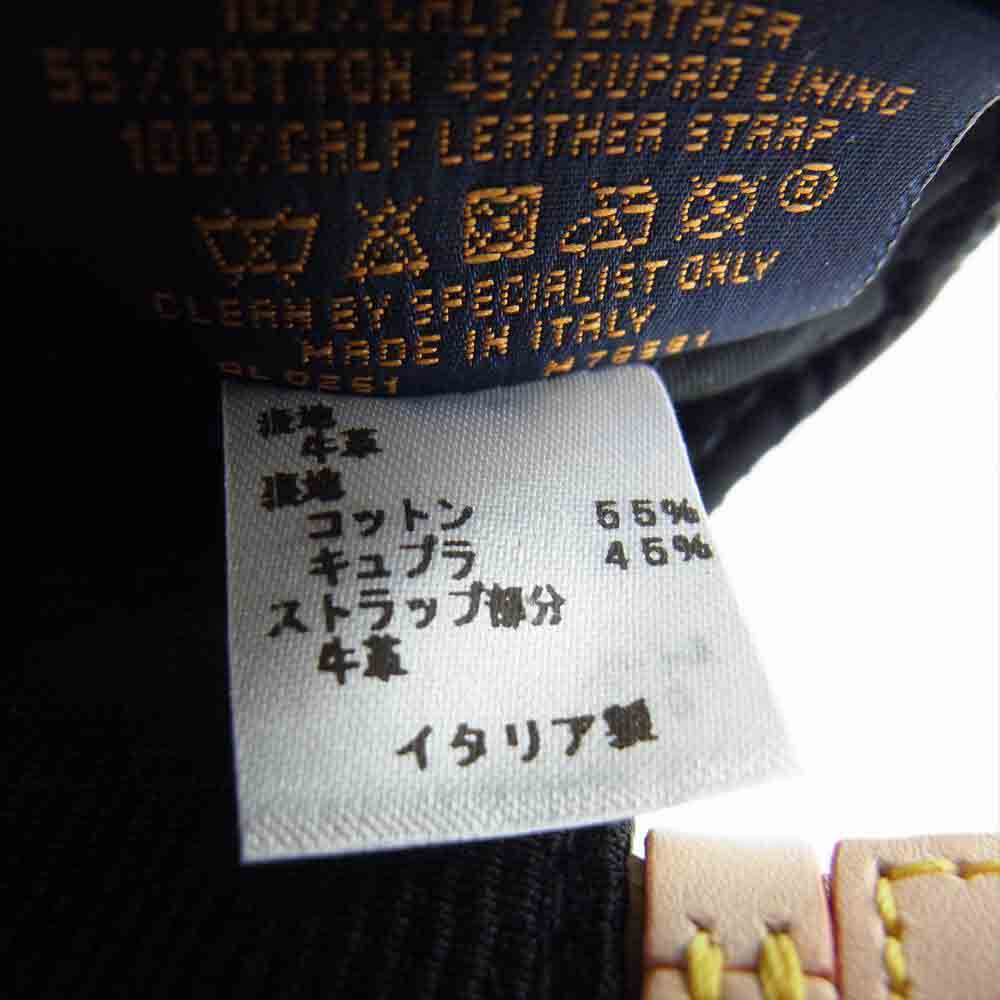 100% CALF LEATHER
55% COTTON 45% CUPRO LINING
100% CALF LEATHER STRAP
®
CLEAN BY SPECIALIST ONLY
MADE IN ITALY
牛革
コットン 55%
キュプラ 45%
ストラップ部分
牛革
イタリア製